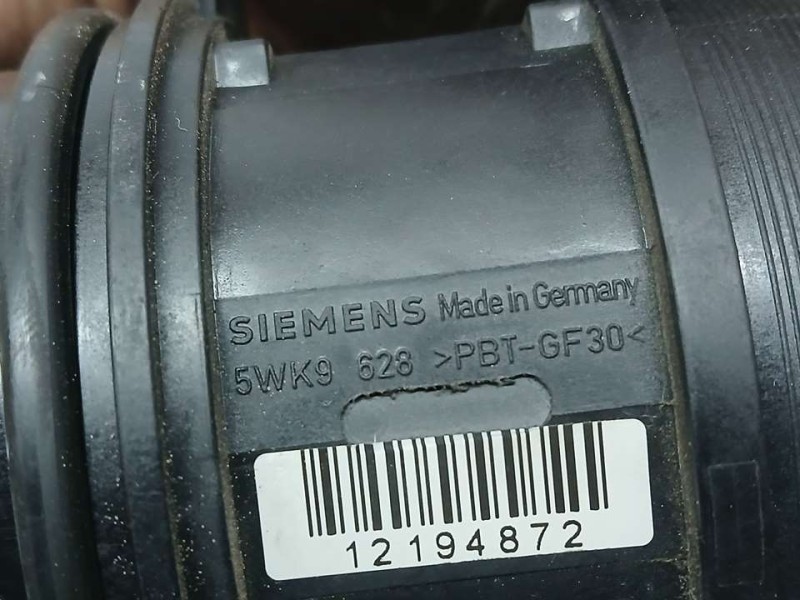 SIEMENS Made in Germany
5WK9 628 >PBT-GF30<
12194872